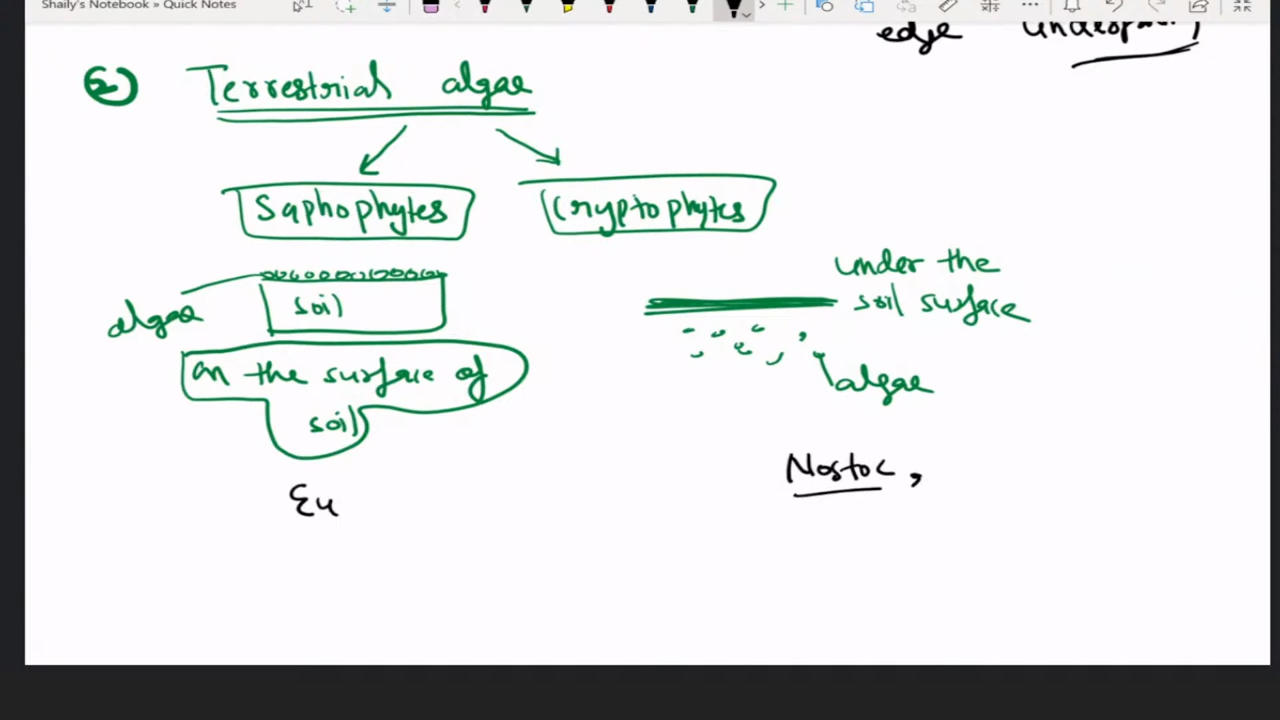 Shaily's Notebook » Quick Notes
edge
2) Terrestrial algae
Saphophytes
Cryptophytes
algae
soil
on the surface of
soil
under the
soil surface
algae
Nostoc,
Eu